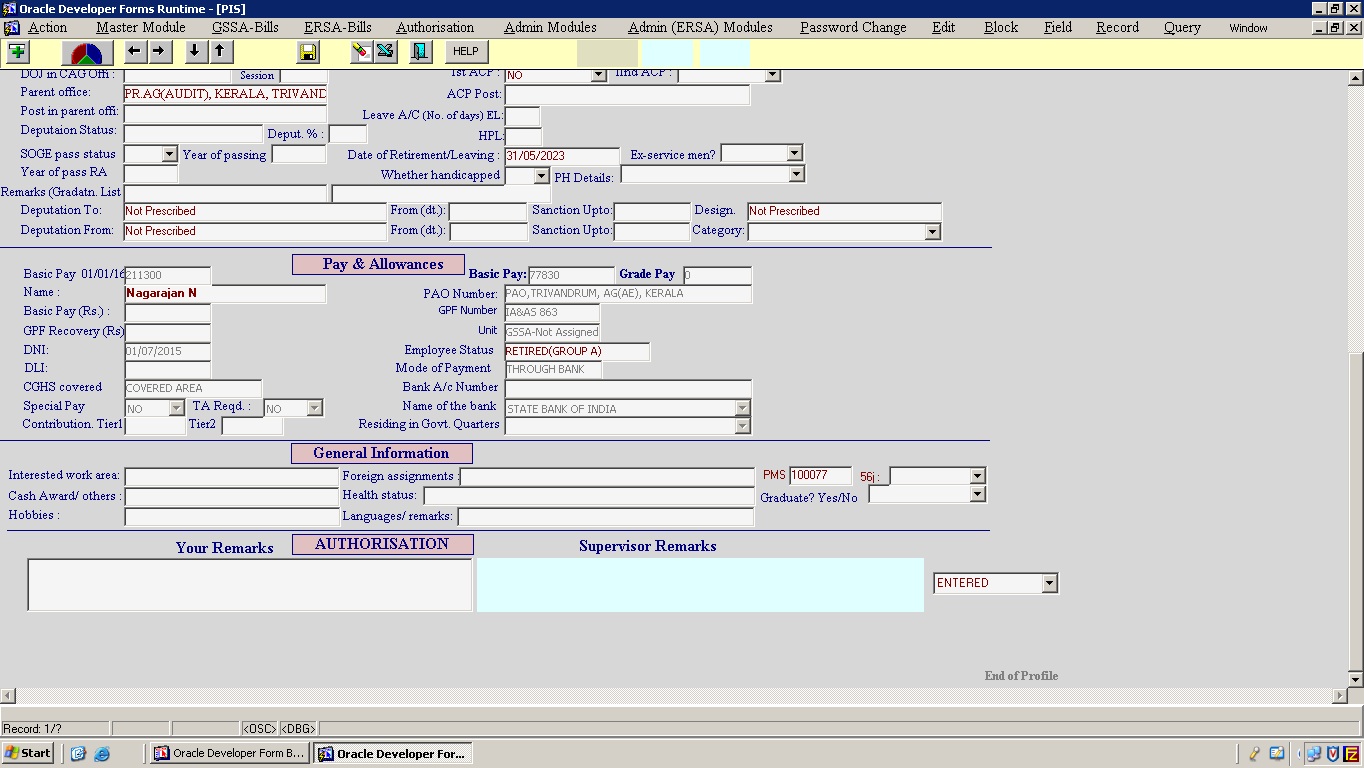 Oracle Developer Forms Runtime - [PIS]
Action Master Module GSSA-Bills ERSA-Bills Authorisation Admin Modules Admin (ERSA) Modules Password Change Edit Block Field Record Query Window
HELP
DOJ in CAG Offi : Session 1st ACP : NO IInd ACP :
Parent office: PR.AG(AUDIT), KERALA, TRIVAND ACP Post:
Post in parent offi: Leave A/C (No. of days) EL:
Deputaion Status: Deput. % : HPL:
SOGE pass status Year of passing Date of Retirement/Leaving : 31/05/2023 Ex-service men?
Year of pass RA Whether handicapped PH Details:
Remarks (Gradatn. List
Deputation To: Not Prescribed From (dt.): Sanction Upto: Design. Not Prescribed
Deputation From: Not Prescribed From (dt.): Sanction Upto: Category:
Pay & Allowances
Basic Pay 01/01/16 211300 Basic Pay: 77830 Grade Pay 0
Name : Nagarajan N PAO Number: PAO,TRIVANDRUM, AG(AE), KERALA
Basic Pay (Rs.) : GPF Number IA&AS 863
GPF Recovery (Rs) Unit GSSA-Not Assigned
DNI: 01/07/2015 Employee Status RETIRED(GROUP A)
DLI: Mode of Payment THROUGH BANK
CGHS covered COVERED AREA Bank A/c Number
Special Pay NO TA Reqd. : NO Name of the bank STATE BANK OF INDIA
Contribution. Tier1 Tier2 Residing in Govt. Quarters
General Information
Interested work area: Foreign assignments : PMS 100077 56j :
Cash Award/ others : Health status: Graduate? Yes/No
Hobbies : Languages/ remarks:
Your Remarks AUTHORISATION Supervisor Remarks
ENTERED
End of Profile
Record: 1/? <OSC> <DBG>
Start Oracle Developer Form B... Oracle Developer For...